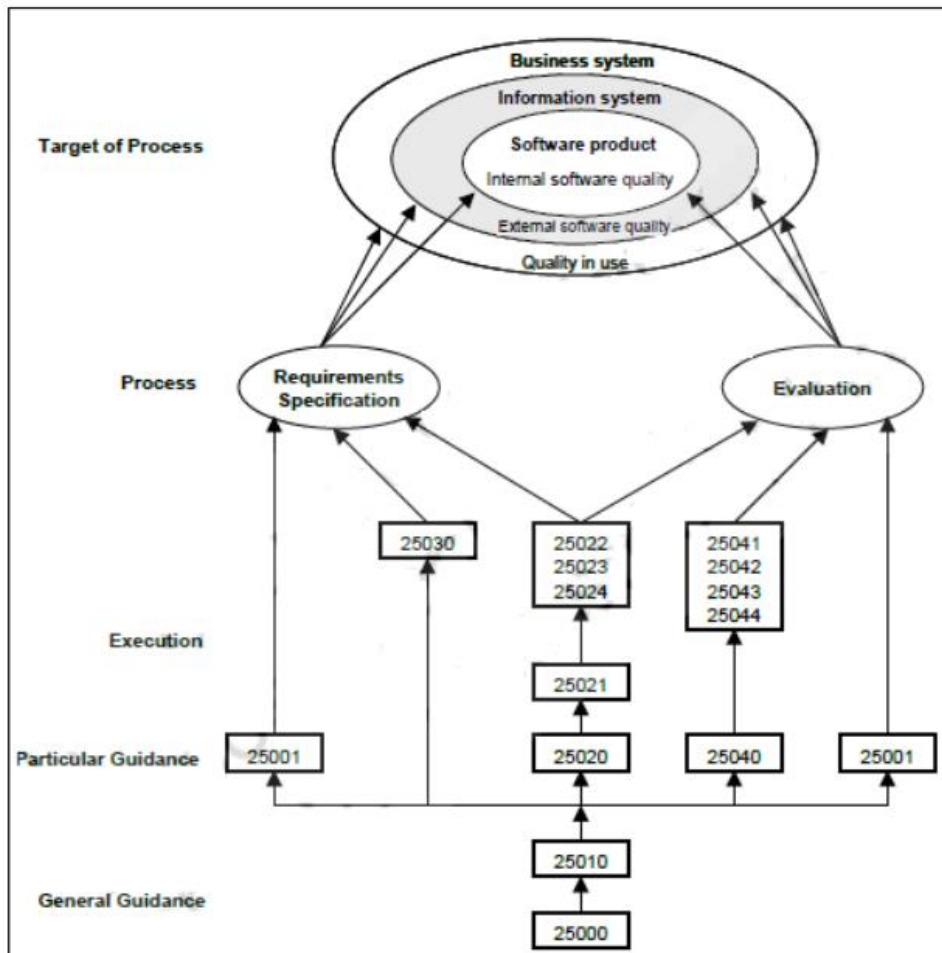 Business system
Information system
Target of Process
Software product
Internal software quality
External software quality
Quality in use
Process
Requirements
Specification
Evaluation
25030
25022
25023
25024
25041
25042
25043
25044
Execution
25021
Particular Guidance
25001
25020
25040
25001
25010
General Guidance
25000